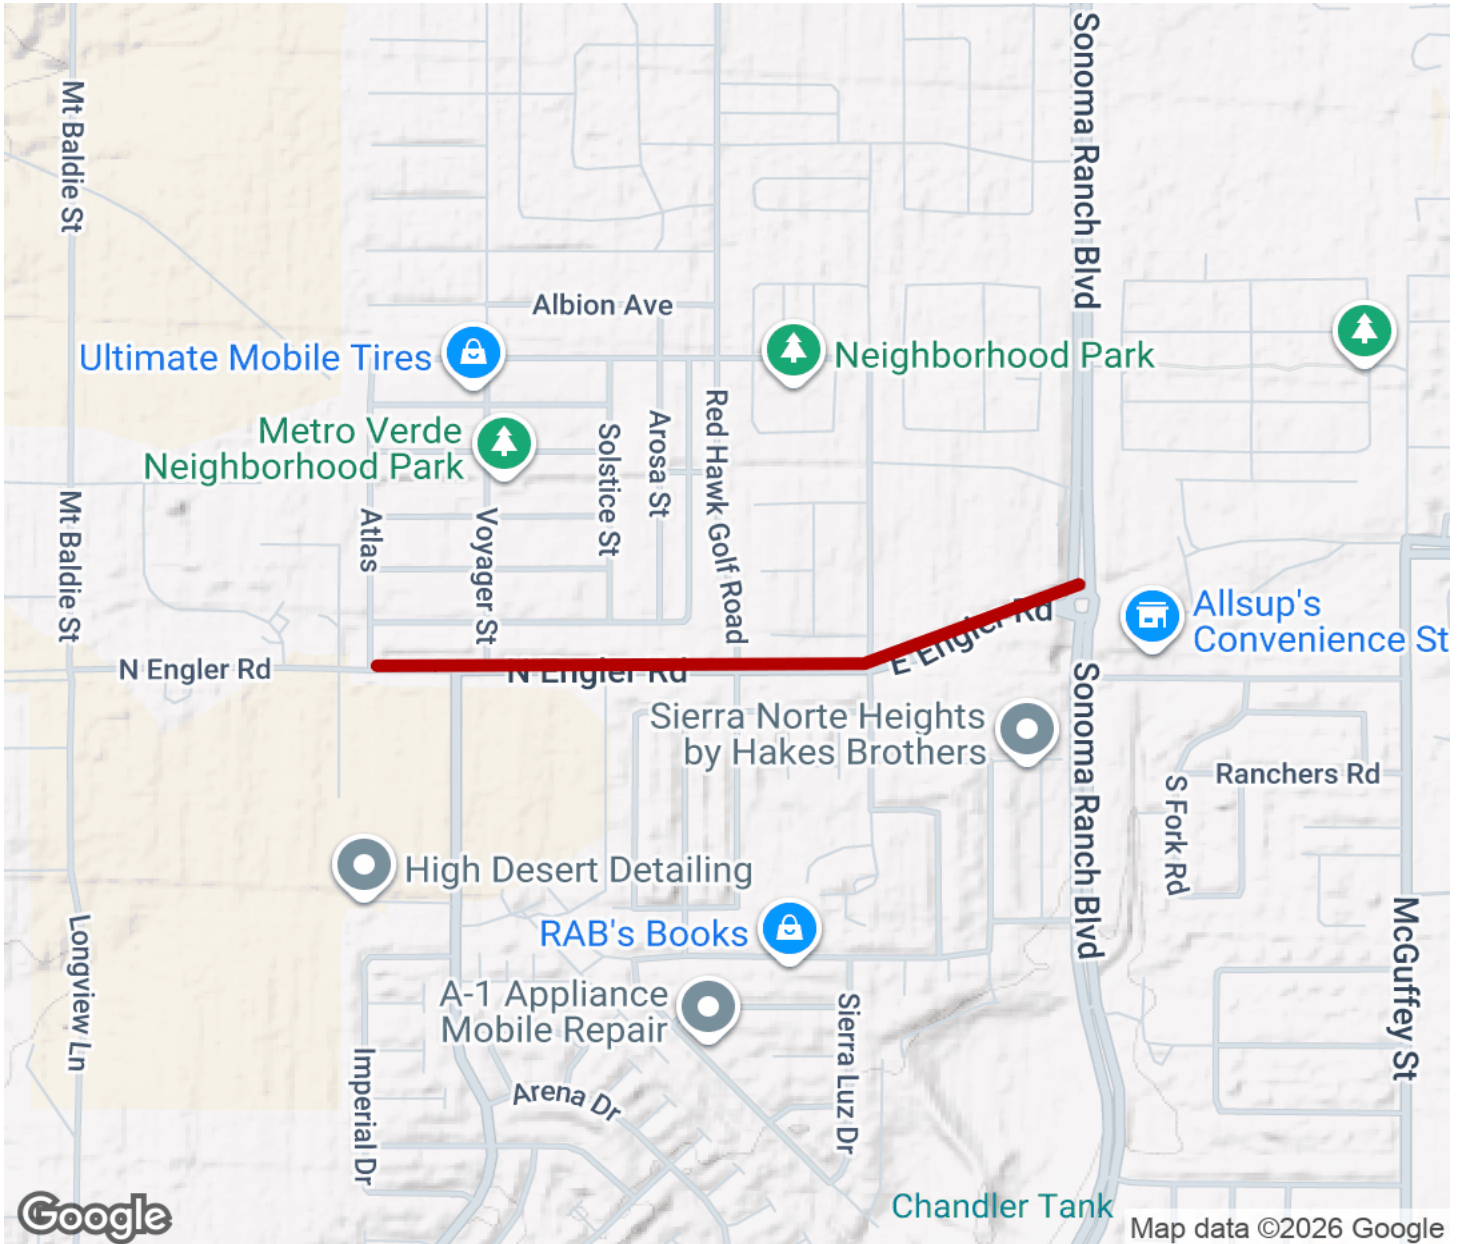 Sonoma Ranch Blvd
Mt Baldie St
Albion Ave
Ultimate Mobile Tires
Neighborhood Park
Metro Verde
Neighborhood Park
Red Hawk Golf Road
Arosa St
Solstice St
Atlas
Voyager St
Mt Baldie St
Allsup's
Convenience St
E Engler Rd
N Engler Rd
N Engler Rd
Sonoma Ranch Blvd
Sierra Norte Heights
by Hakes Brothers
Ranchers Rd
S Fork Rd
High Desert Detailing
RAB's Books
McGuffey St
Longview Ln
A-1 Appliance
Mobile Repair
Sierra Luz Dr
Imperial Dr
Arena Dr
Chandler Tank
Google
Map data ©2026 Google